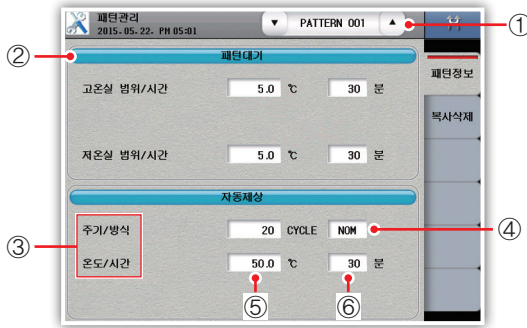 패턴관리
2015.05.22. PM 05:01
▼ PATTERN 001 ▲
①
②
패턴대기
패턴정보
고온실 범위/시간 5.0 ℃ 30 분
복사삭제
저온실 범위/시간 5.0 ℃ 30 분
자동제상
③
주기/방식 20 CYCLE NOM
④
온도/시간 50.0 ℃ 30 분
⑤ ⑥